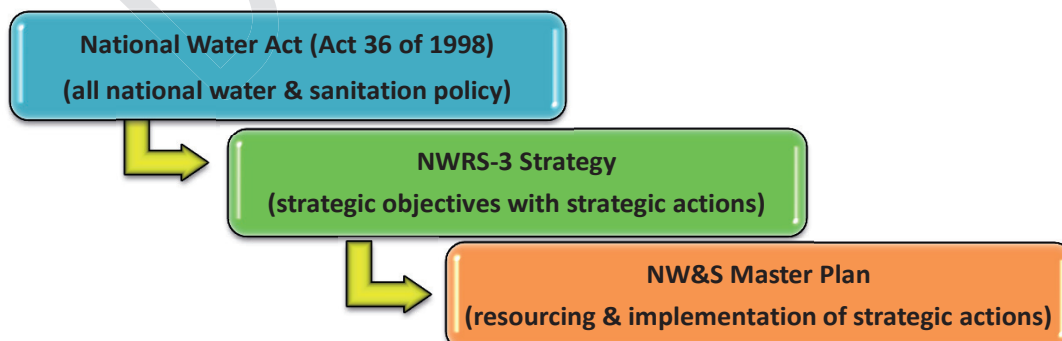 National Water Act (Act 36 of 1998)
(all national water & sanitation policy)
NWRS-3 Strategy
(strategic objectives with strategic actions)
NW&S Master Plan
(resourcing & implementation of strategic actions)